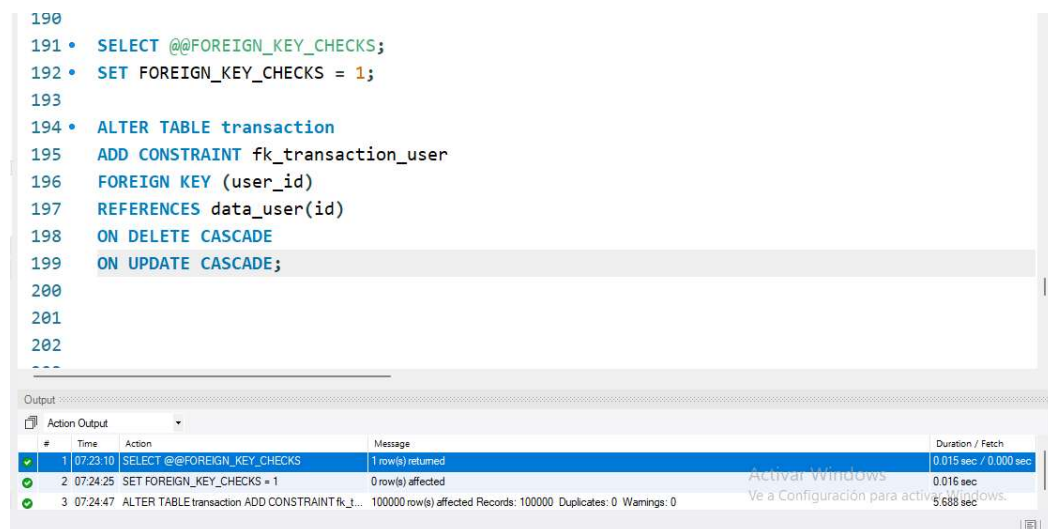 190
191 SELECT @@FOREIGN_KEY_CHECKS;
192 SET FOREIGN_KEY_CHECKS = 1;
193
194 ALTER TABLE transaction
195 ADD CONSTRAINT fk_transaction_user
196 FOREIGN KEY (user_id)
197 REFERENCES data_user(id)
198 ON DELETE CASCADE
199 ON UPDATE CASCADE;
200
201
202
Output
Action Output
# Time Action Message Duration / Fetch
1 07:23:10 SELECT @@FOREIGN_KEY_CHECKS 1 row(s) returned 0.015 sec / 0.000 sec
2 07:24:25 SET FOREIGN_KEY_CHECKS = 1 0 row(s) affected 0.016 sec
3 07:24:47 ALTER TABLE transaction ADD CONSTRAINT fk_t... 100000 row(s) affected Records: 100000 Duplicates: 0 Warnings: 0 5.688 sec
Activar Windows
Ve a Configuración para activar Windows.